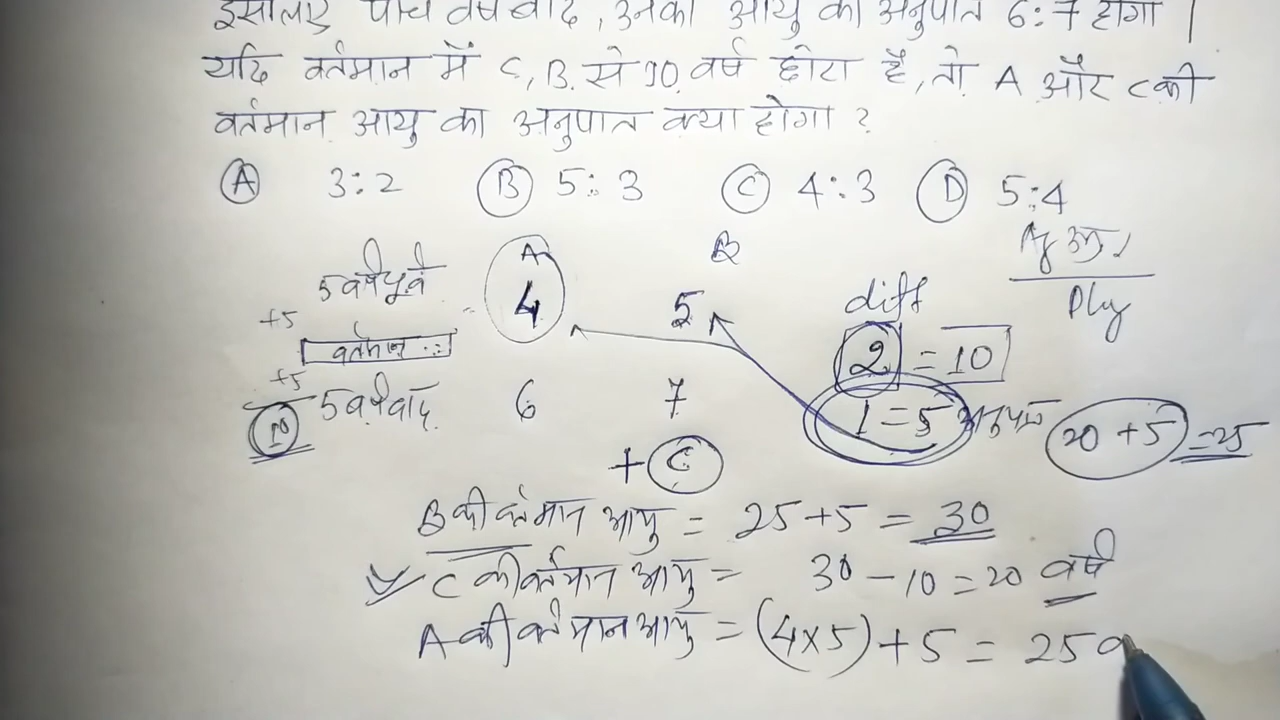 इसलिए पांच वर्ष बाद, उनकी आयु का अनुपात 6:7 होगा |
यदि वर्तमान में C, B से 10 वर्ष छोटा है, तो A और C की
वर्तमान आयु का अनुपात क्या होगा ?
(A) 3:2 (B) 5:3 (C) 4:3 (D) 5:4
A B
5 वर्ष पूर्व = 4 5 diff
+5
वर्तमान 2 = 10
+5
10 5 वर्ष बाद 6 7 1 = 5 20 + 5 = 25
+ C
B की वर्तमान आयु = 25 + 5 = 30
C की वर्तमान आयु = 30 - 10 = 20 वर्ष
A की वर्तमान आयु = (4×5) + 5 = 25 व